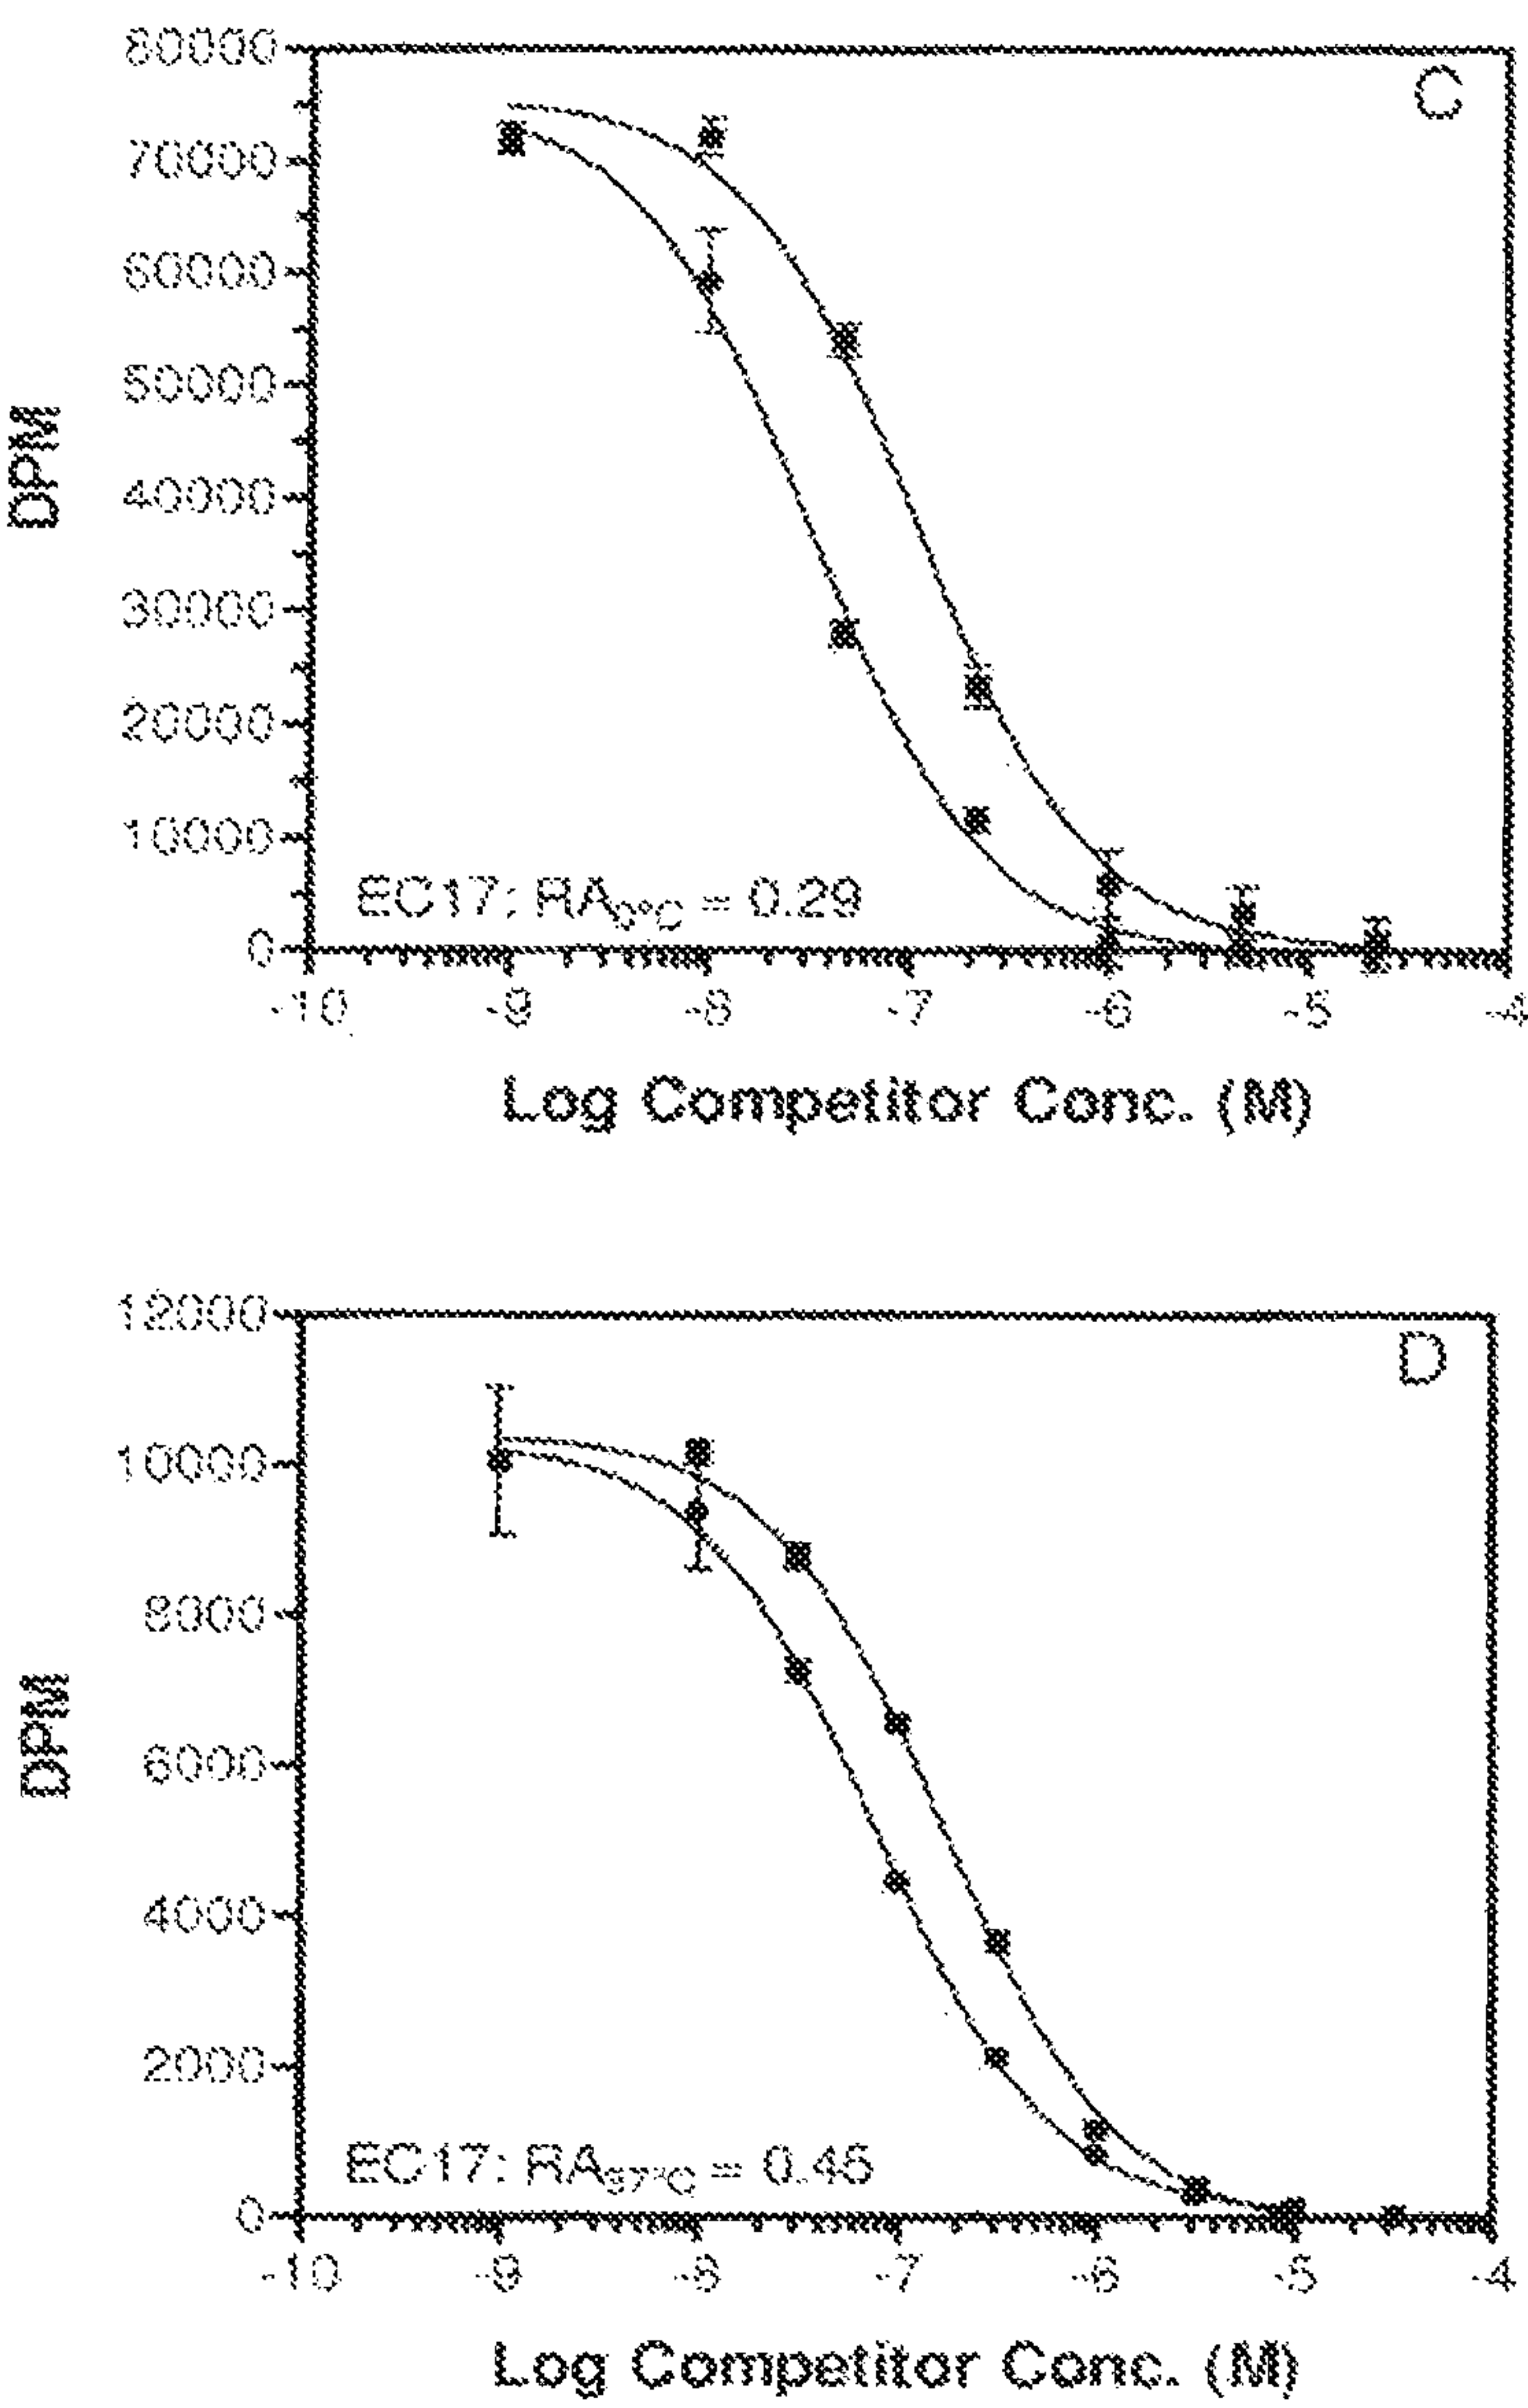 C
80000
70000
60000
50000
40000
30000
20000
10000
0
DPM
EC17: RA0°C = 0.29
-10 -9 -8 -7 -6 -5 -4
Log Competitor Conc. (M)
D
12000
10000
8000
6000
4000
2000
0
DPM
EC17: RA37°C = 0.45
-10 -9 -8 -7 -6 -5 -4
Log Competitor Conc. (M)